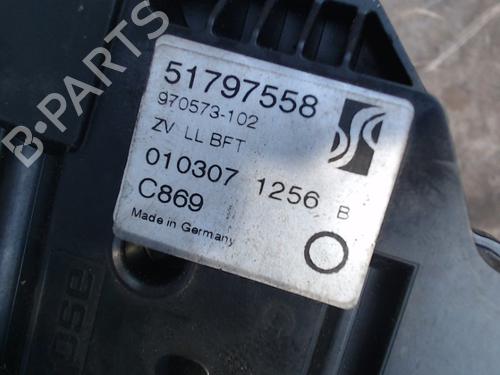 51797558
970573-102
ZV LL BFT
010307 1256 B
C869
Made in Germany
B-PARTS